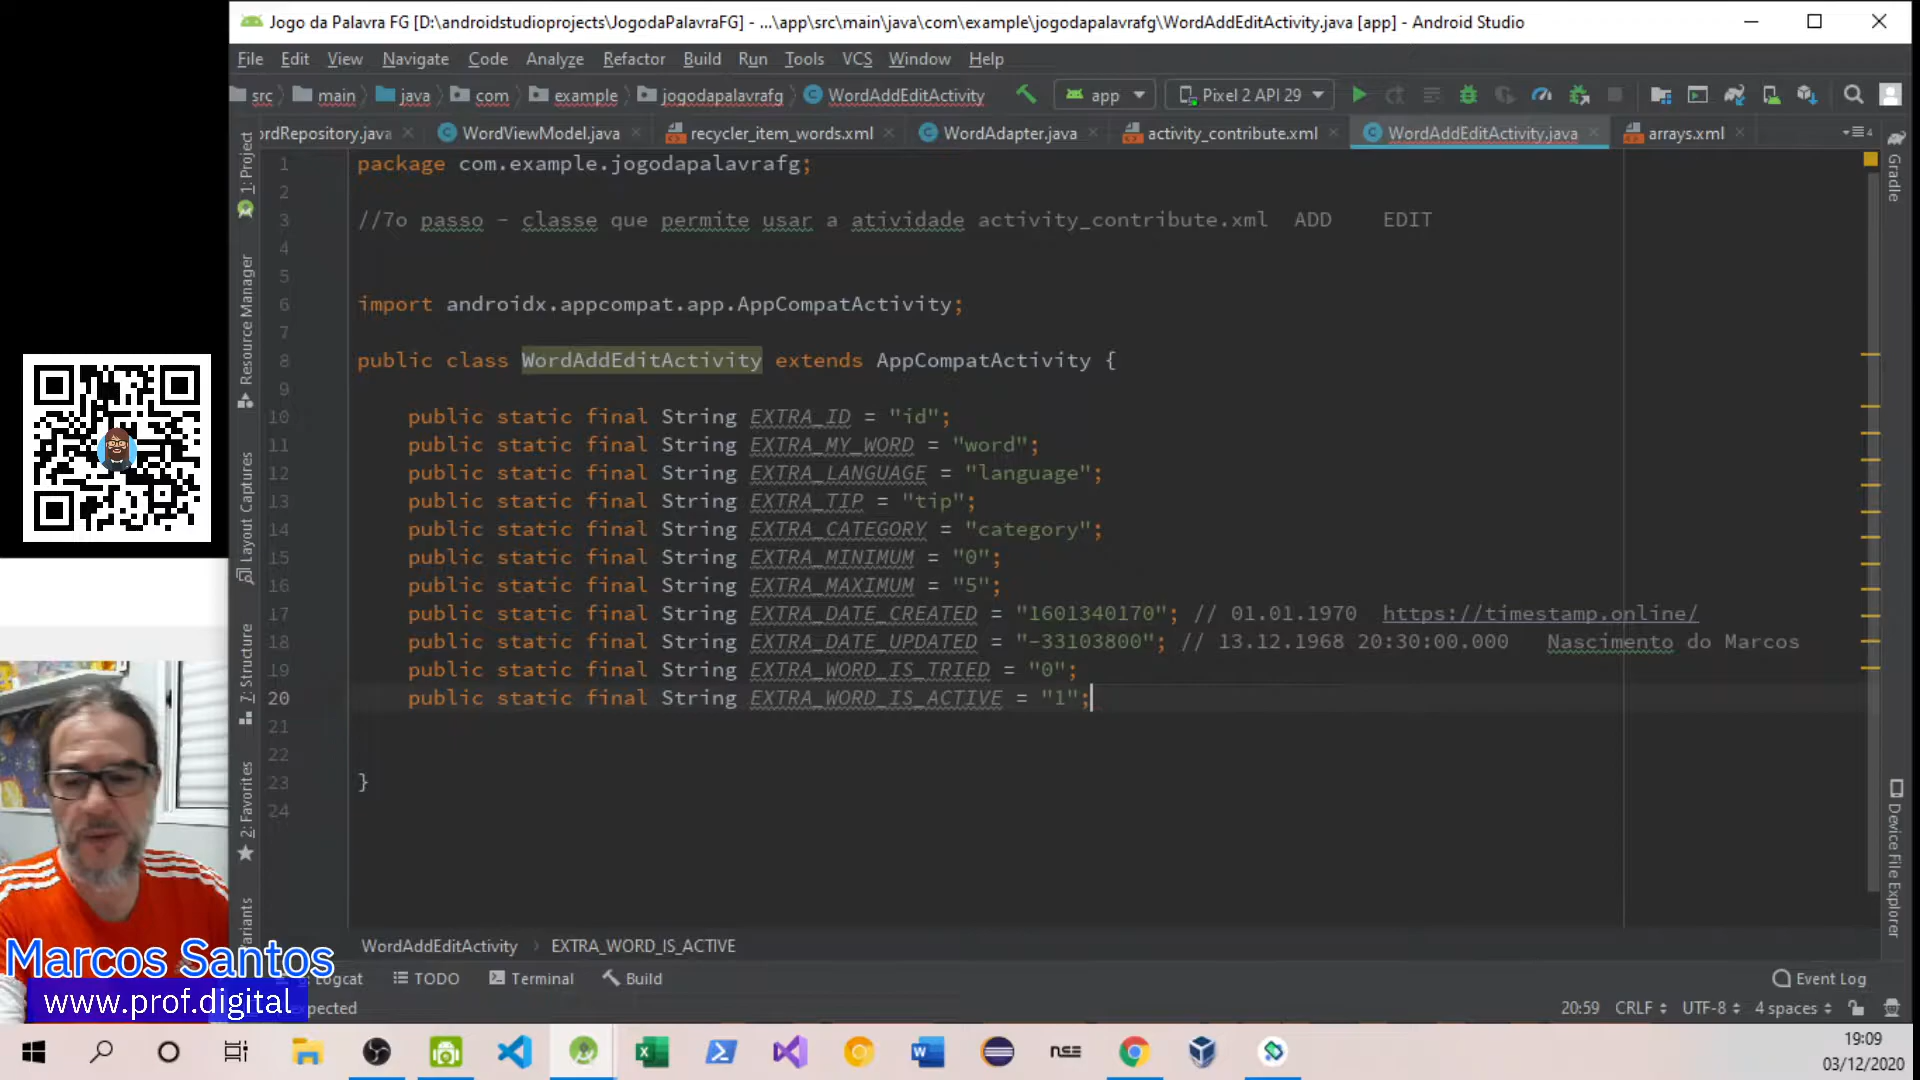 Jogo da Palavra FG [D:\androidstudioprojects\JogodaPalavraFG] - ...\app\src\main\java\com\example\jogodapalavrafg\WordAddEditActivity.java [app] - Android Studio
File Edit View Navigate Code Analyze Refactor Build Run Tools VCS Window Help
src main java com example jogodapalavrafg WordAddEditActivity app Pixel 2 API 29
ordRepository.java WordViewModel.java recycler_item_words.xml WordAdapter.java activity_contribute.xml WordAddEditActivity.java arrays.xml 4
1 package com.example.jogodapalavrafg;
2
3 //7o passo - classe que permite usar a atividade activity_contribute.xml ADD EDIT
4
5
6 import androidx.appcompat.app.AppCompatActivity;
7
8 public class WordAddEditActivity extends AppCompatActivity {
9
10 public static final String EXTRA_ID = "id";
11 public static final String EXTRA_MY_WORD = "word";
12 public static final String EXTRA_LANGUAGE = "language";
13 public static final String EXTRA_TIP = "tip";
14 public static final String EXTRA_CATEGORY = "category";
15 public static final String EXTRA_MINIMUM = "0";
16 public static final String EXTRA_MAXIMUM = "5";
17 public static final String EXTRA_DATE_CREATED = "1601340170"; // 01.01.1970 https://timestamp.online/
18 public static final String EXTRA_DATE_UPDATED = "-33103800"; // 13.12.1968 20:30:00.000 Nascimento do Marcos
19 public static final String EXTRA_WORD_IS_TRIED = "0";
20 public static final String EXTRA_WORD_IS_ACTIVE = "1";
21
22
23 }
24
1: Project
Resource Manager
Layout Captures
7: Structure
2: Favorites
ariants
Gradle
Device File Explorer
WordAddEditActivity EXTRA_WORD_IS_ACTIVE
Logcat TODO Terminal Build Event Log
xpected 20:59 CRLF UTF-8 4 spaces
Marcos Santos
www.prof.digital
nse
19:09
03/12/2020